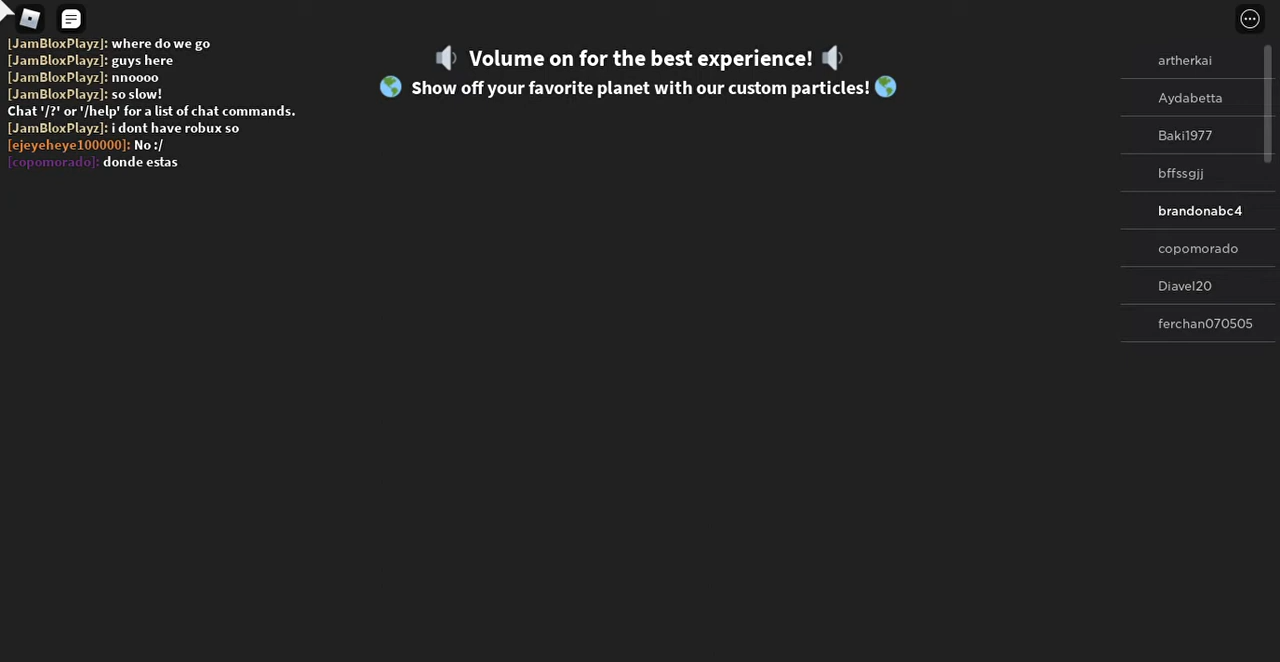 [JamBloxPlayz]: where do we go
[JamBloxPlayz]: guys here
[JamBloxPlayz]: nnoooo
[JamBloxPlayz]: so slow!
Chat '/?' or '/help' for a list of chat commands.
[JamBloxPlayz]: i dont have robux so
[ejeyeheye100000]: No :/
[copomorado]: donde estas
Volume on for the best experience!
Show off your favorite planet with our custom particles!
artherkai
Aydabetta
Baki1977
bffssgjj
brandonabc4
copomorado
Diavel20
ferchan070505